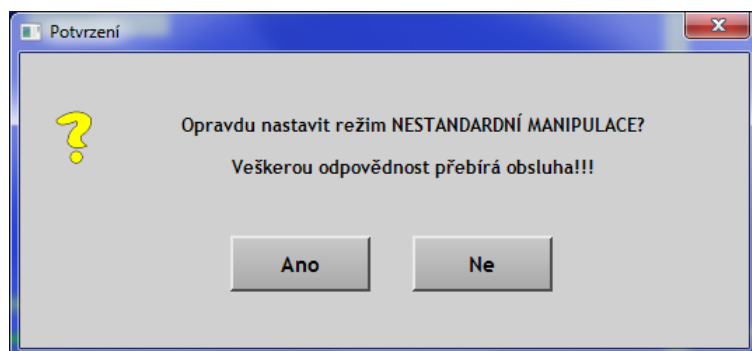 Potvrzení
Opravdu nastavit režim NESTANDARDNÍ MANIPULACE?
Veškerou odpovědnost přebírá obsluha!!!
Ano
Ne